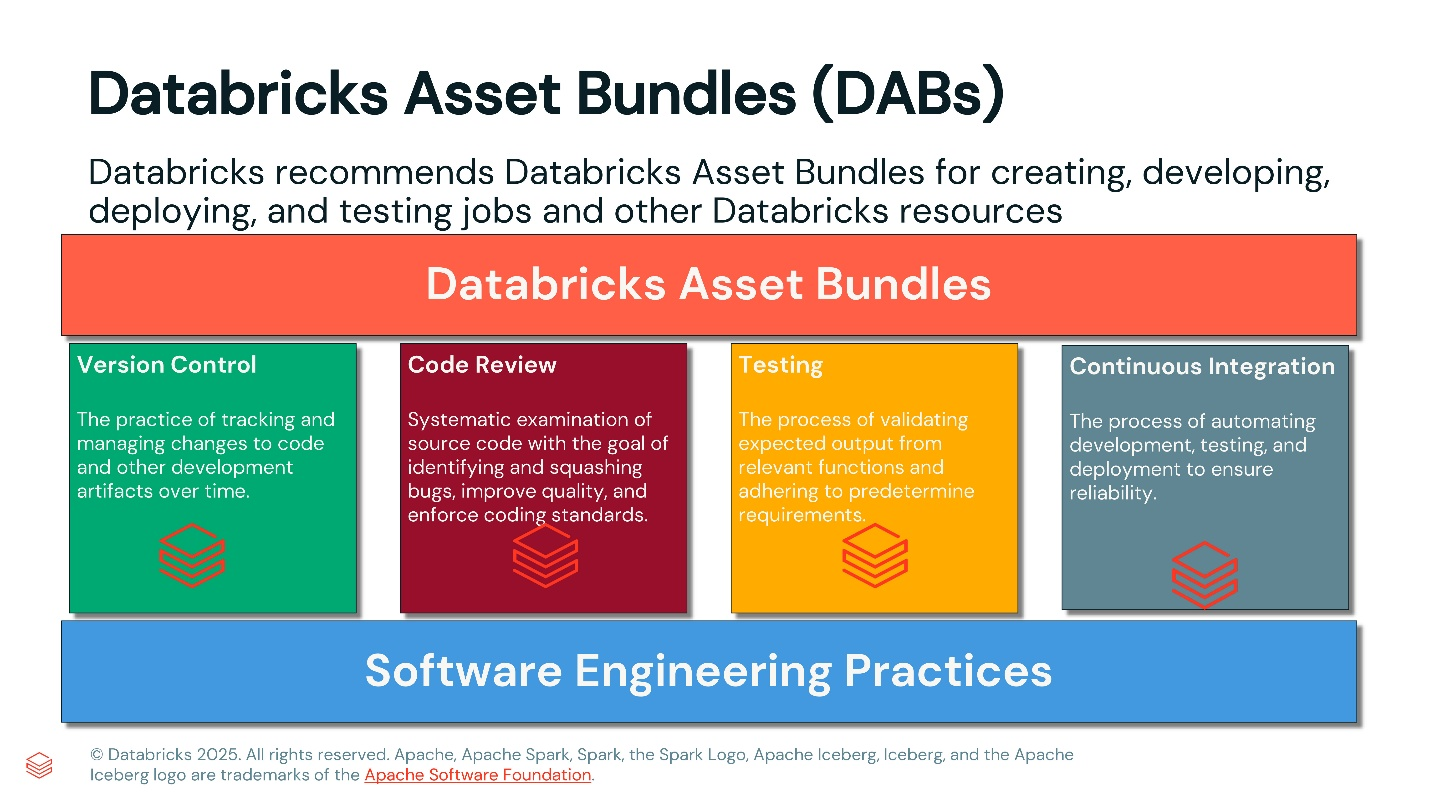 Databricks Asset Bundles (DABs)
Databricks recommends Databricks Asset Bundles for creating, developing,
deploying, and testing jobs and other Databricks resources
Databricks Asset Bundles
Version Control
The practice of tracking and
managing changes to code
and other development
artifacts over time.
Code Review
Systematic examination of
source code with the goal of
identifying and squashing
bugs, improve quality, and
enforce coding standards.
Testing
The process of validating
expected output from
relevant functions and
adhering to predetermine
requirements.
Continuous Integration
The process of automating
development, testing, and
deployment to ensure
reliability.
Software Engineering Practices
© Databricks 2025. All rights reserved. Apache, Apache Spark, Spark, the Spark Logo, Apache Iceberg, Iceberg, and the Apache
Iceberg logo are trademarks of the Apache Software Foundation.